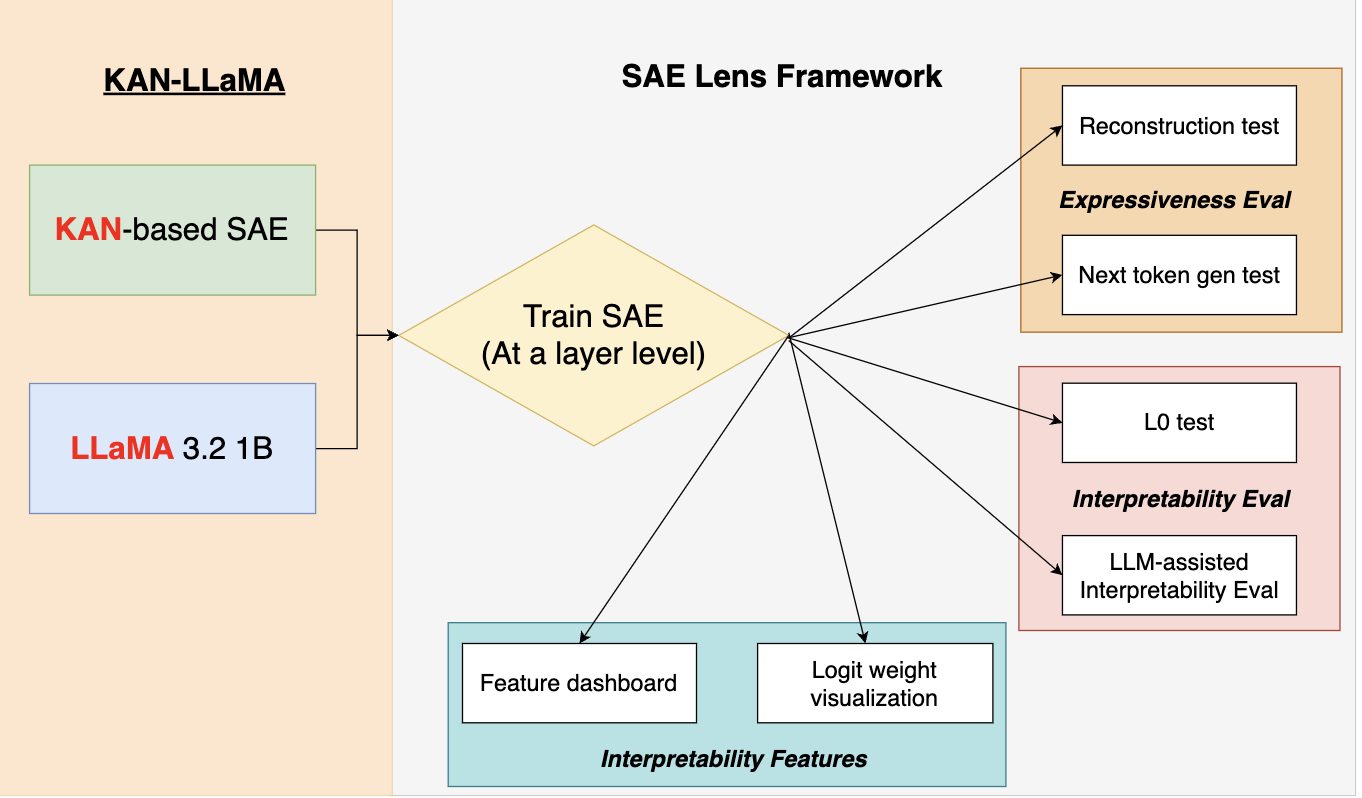 KAN-LLaMA
KAN-based SAE
LLaMA 3.2 1B
SAE Lens Framework
Train SAE
(At a layer level)
Reconstruction test
Expressiveness Eval
Next token gen test
L0 test
Interpretability Eval
LLM-assisted
Interpretability Eval
Feature dashboard
Logit weight
visualization
Interpretability Features